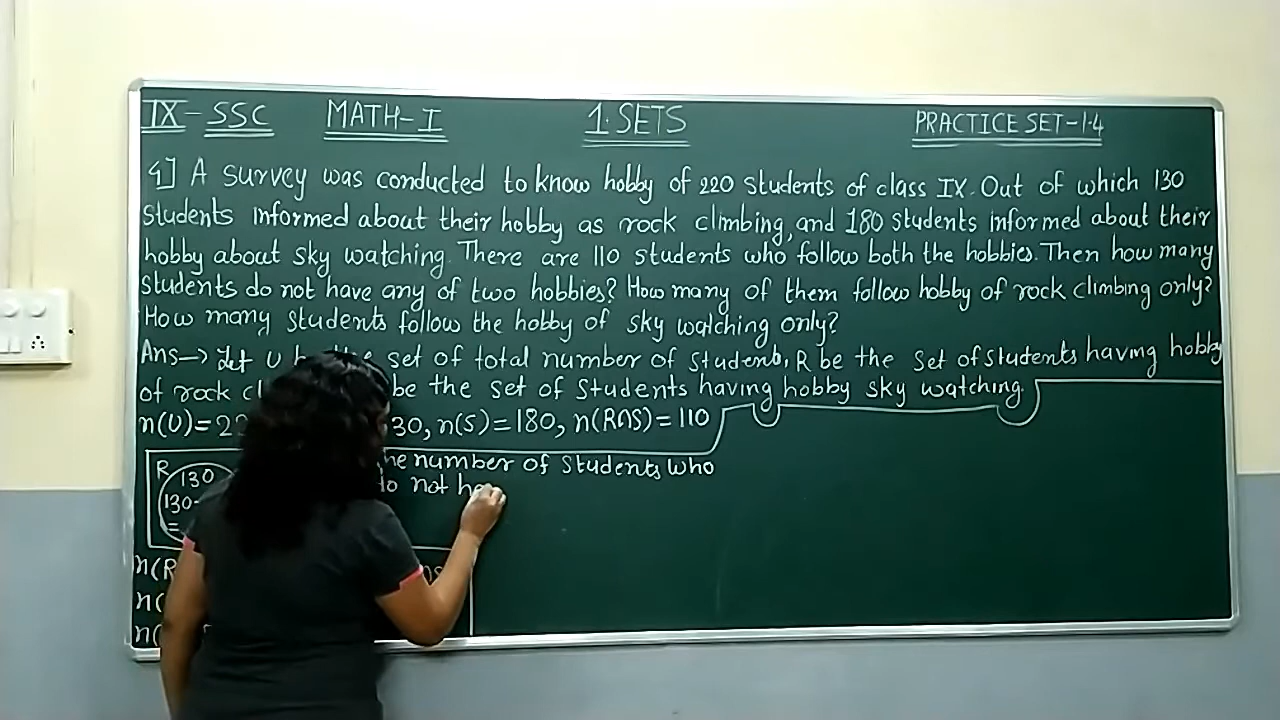 IX - SSC MATH-I 1. SETS PRACTICE SET-1.4
4] A survey was conducted to know hobby of 220 students of class IX. Out of which 130
students informed about their hobby as rock climbing, and 180 students informed about their
hobby about sky watching. There are 110 students who follow both the hobbies. Then how many
students do not have any of two hobbies? How many of them follow hobby of rock climbing only?
How many students follow the hobby of sky watching only?
Ans → Let U be the set of total number of students, R be the set of students having hobby
of rock be the set of students having hobby sky watching.
n(U)=22 30, n(S)=180, n(R∩S)=110
R 130 number of students who
130- do not
=
n(R
n(
n(